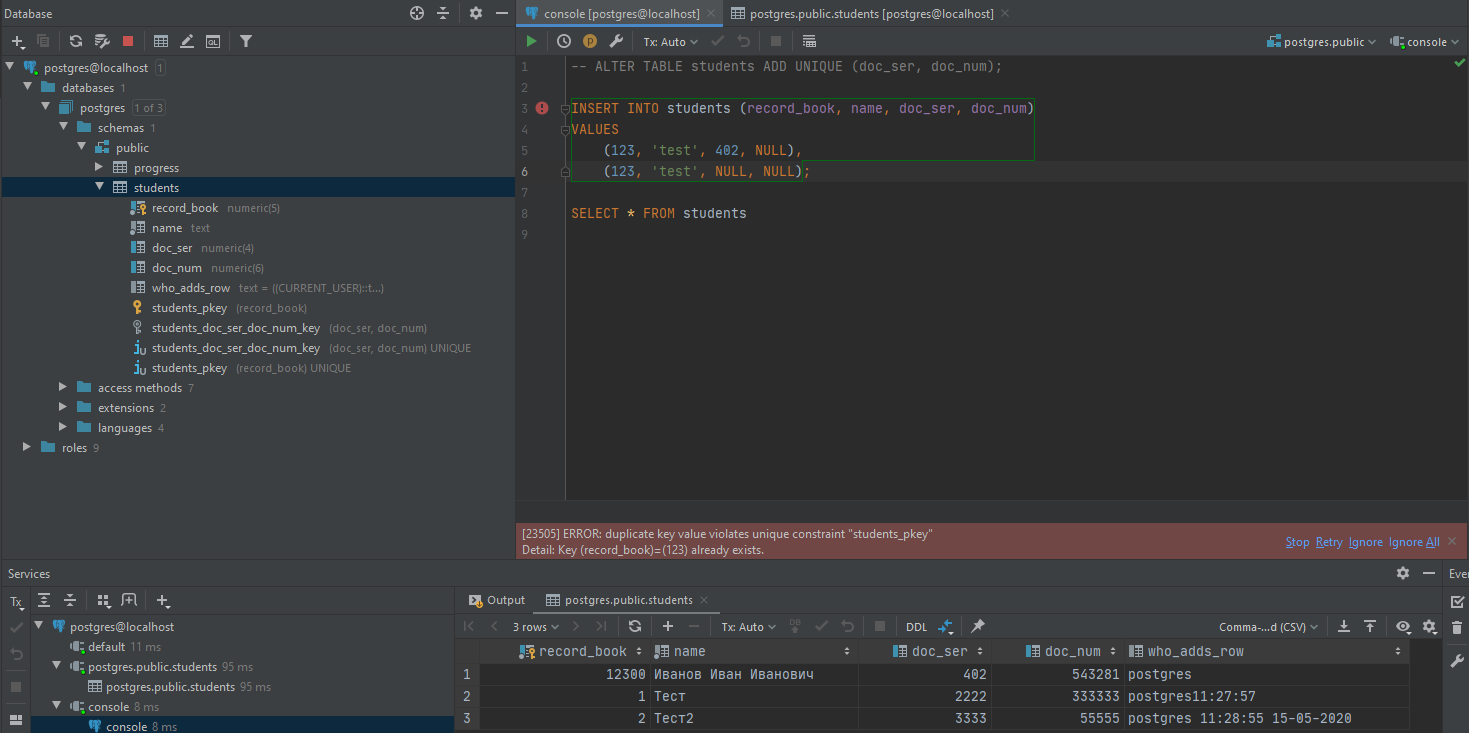 Database
postgres@localhost 1
databases 1
postgres 1 of 3
schemas 1
public
progress
students
record_book numeric(5)
name text
doc_ser numeric(4)
doc_num numeric(6)
who_adds_row text = ((CURRENT_USER)::t...)
students_pkey (record_book)
students_doc_ser_doc_num_key (doc_ser, doc_num)
students_doc_ser_doc_num_key (doc_ser, doc_num) UNIQUE
students_pkey (record_book) UNIQUE
access methods 7
extensions 2
languages 4
roles 9
console [postgres@localhost] postgres.public.students [postgres@localhost]
Tx: Auto postgres.public console
1 -- ALTER TABLE students ADD UNIQUE (doc_ser, doc_num);
2
3 INSERT INTO students (record_book, name, doc_ser, doc_num)
4 VALUES
5 (123, 'test', 402, NULL),
6 (123, 'test', NULL, NULL);
7
8 SELECT * FROM students
9
[23505] ERROR: duplicate key value violates unique constraint "students_pkey"
Detail: Key (record_book)=(123) already exists.
Stop Retry Ignore Ignore All
Services
Tx
postgres@localhost
default 11 ms
postgres.public.students 95 ms
postgres.public.students 95 ms
console 8 ms
console 8 ms
Output postgres.public.students
3 rows Tx: Auto DB DDL Comma-...d (CSV)
record_book name doc_ser doc_num who_adds_row
1 12300 Иванов Иван Иванович 402 543281 postgres
2 1 Тест 2222 333333 postgres11:27:57
3 2 Тест2 3333 55555 postgres 11:28:55 15-05-2020